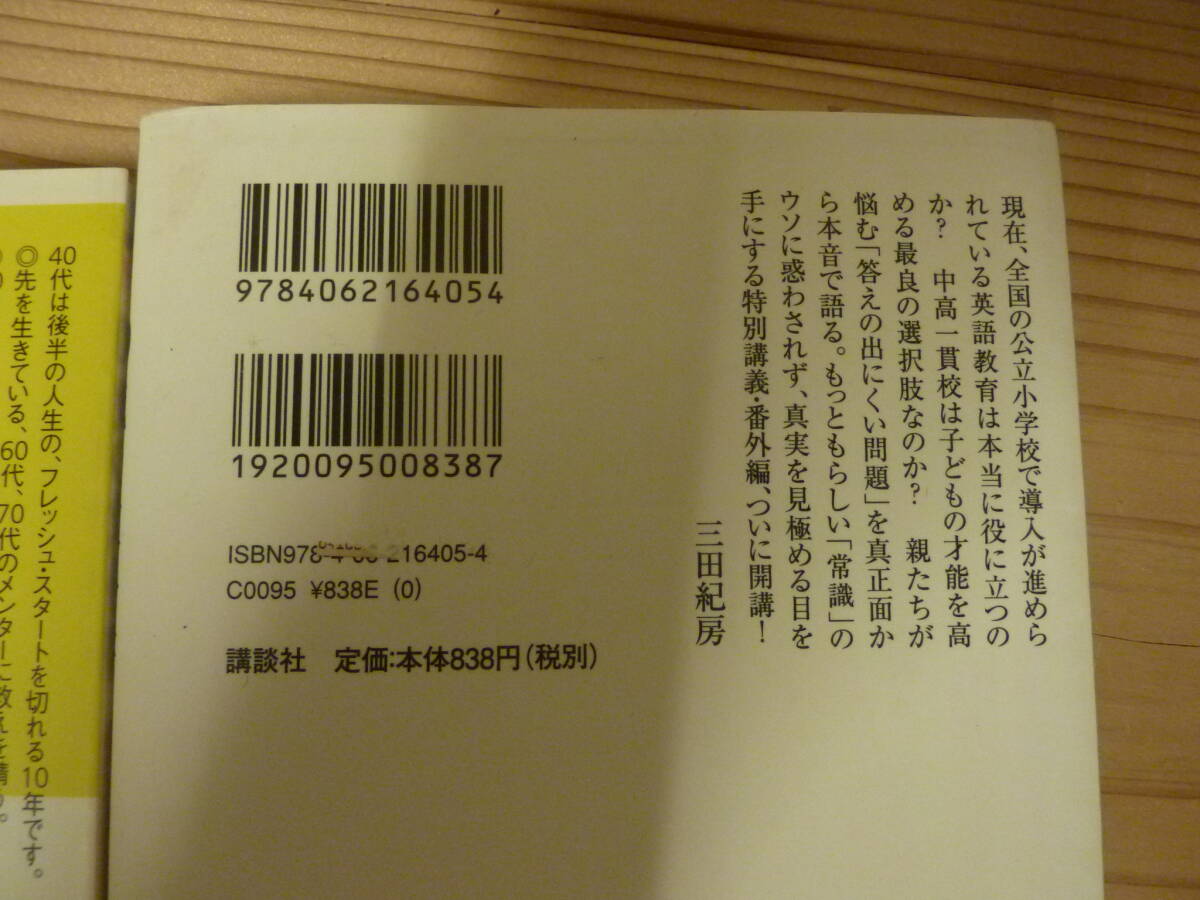 現在、全国の公立小学校で導入が進めら
れている英語教育は本当に役に立つの
か？　中高一貫校は子どもの才能を高
める最良の選択肢なのか？　親たちが
悩む「答えの出にくい問題」を真正面か
ら本音で語る。もっともらしい「常識」の
ウソに惑わされず、真実を見極める目を
手にする特別講義・番外編、ついに開講！
三田紀房
9784062164054
1920095008387
ISBN978-4-06-216405-4
C0095 ¥838E (0)
講談社　定価：本体838円（税別）
40代は後半の人生の、フレッシュ・スタートを切れる10年です。
◎先を生きている、60代、70代のメンターに教えを請う。